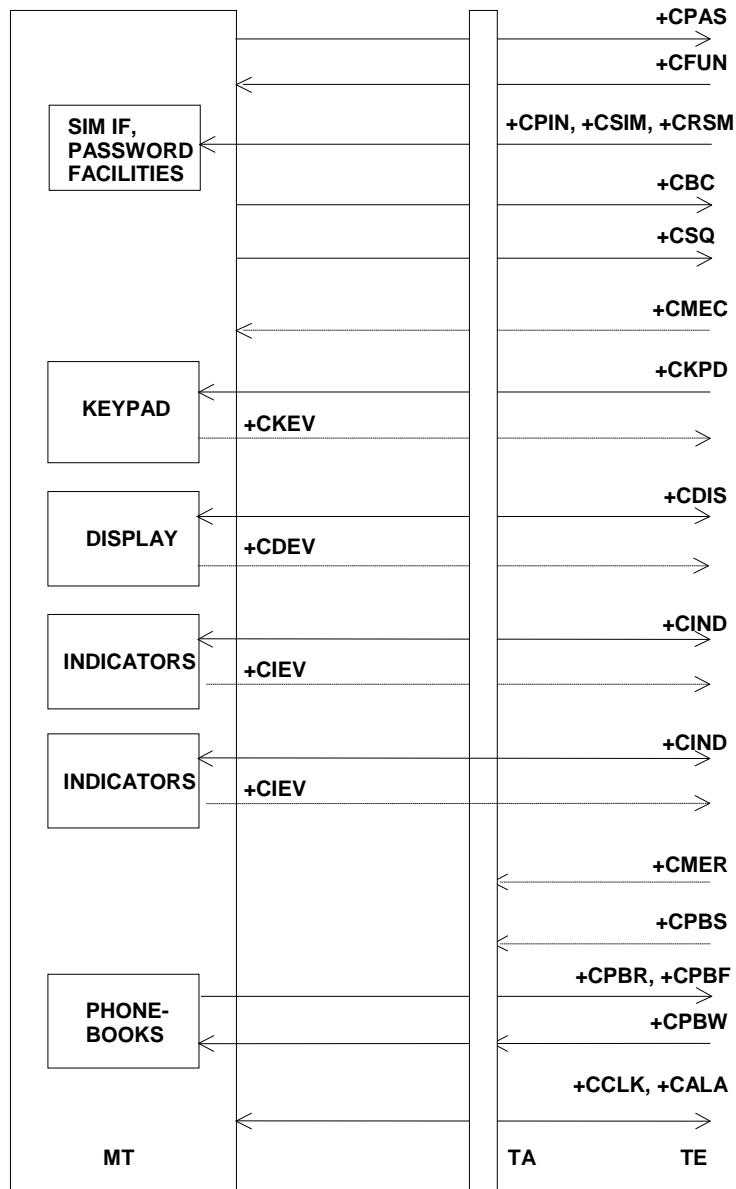 +CPAS
+CFUN
SIM IF,
PASSWORD
FACILITIES
+CPIN, +CSIM, +CRSM
+CBC
+CSQ
+CMEC
+CKPD
KEYPAD
+CKEV
+CDIS
DISPLAY
+CDEV
+CIND
INDICATORS
+CIEV
+CIND
INDICATORS
+CIEV
+CMER
+CPBS
+CPBR, +CPBF
PHONE-
BOOKS
+CPBW
+CCLK, +CALA
MT TA TE